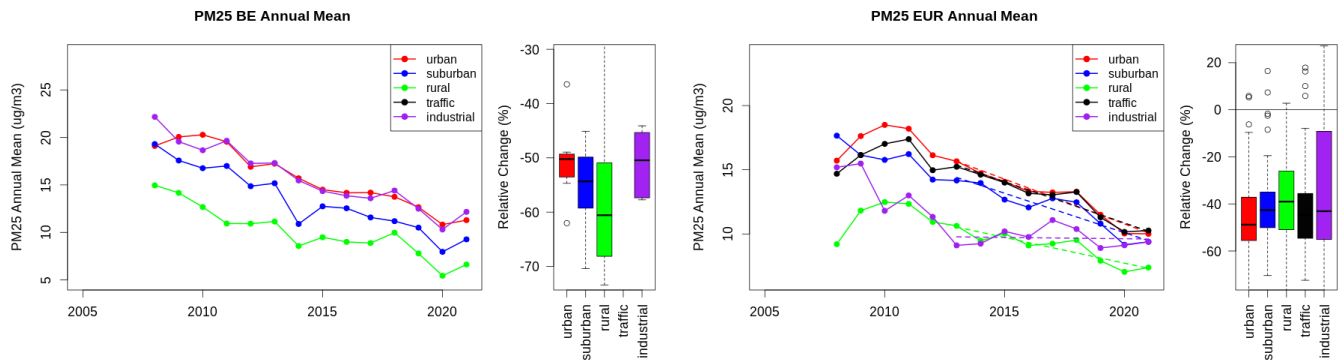 PM25 BE Annual Mean
PM25 Annual Mean (ug/m3)
25
20
15
10
5
2005
2010
2015
2020
urban
suburban
rural
traffic
industrial
Relative Change (%)
-30
-40
-50
-60
-70
urban
suburban
rural
traffic
industrial
PM25 EUR Annual Mean
PM25 Annual Mean (ug/m3)
20
15
10
2005
2010
2015
2020
urban
suburban
rural
traffic
industrial
Relative Change (%)
20
0
-20
-40
-60
urban
suburban
rural
traffic
industrial